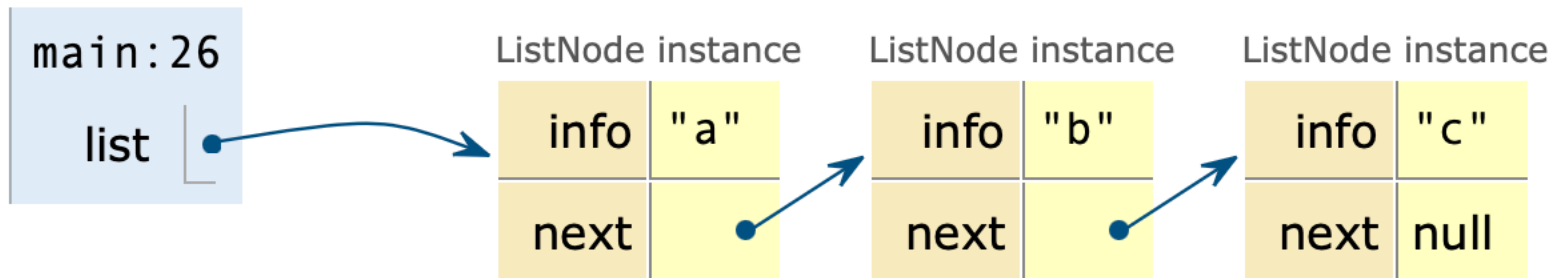 main:26
list
ListNode instance
info "a"
next
ListNode instance
info "b"
next
ListNode instance
info "c"
next null